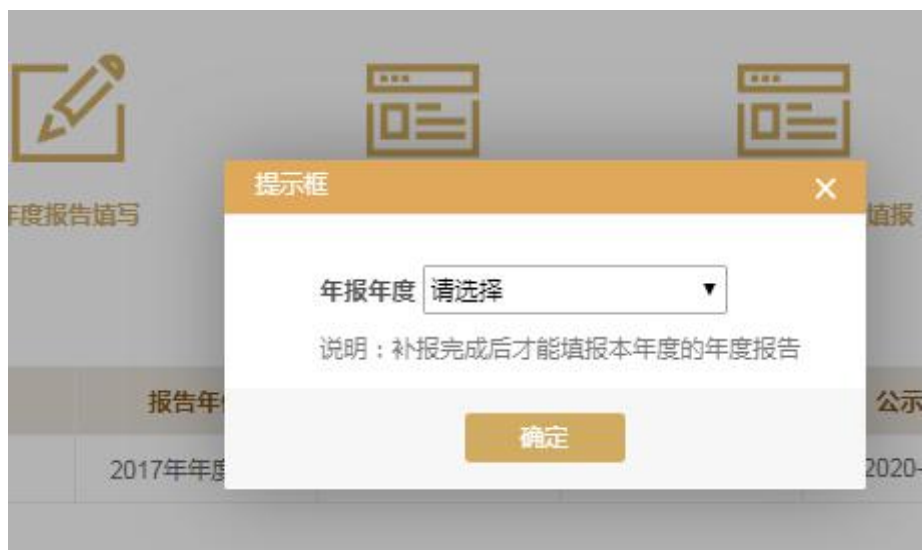 提示框
年度报告填写
填报
年报年度 请选择
说明：补报完成后才能填报本年度的年度报告
报告年
公示
确定
2017年年度
2020-